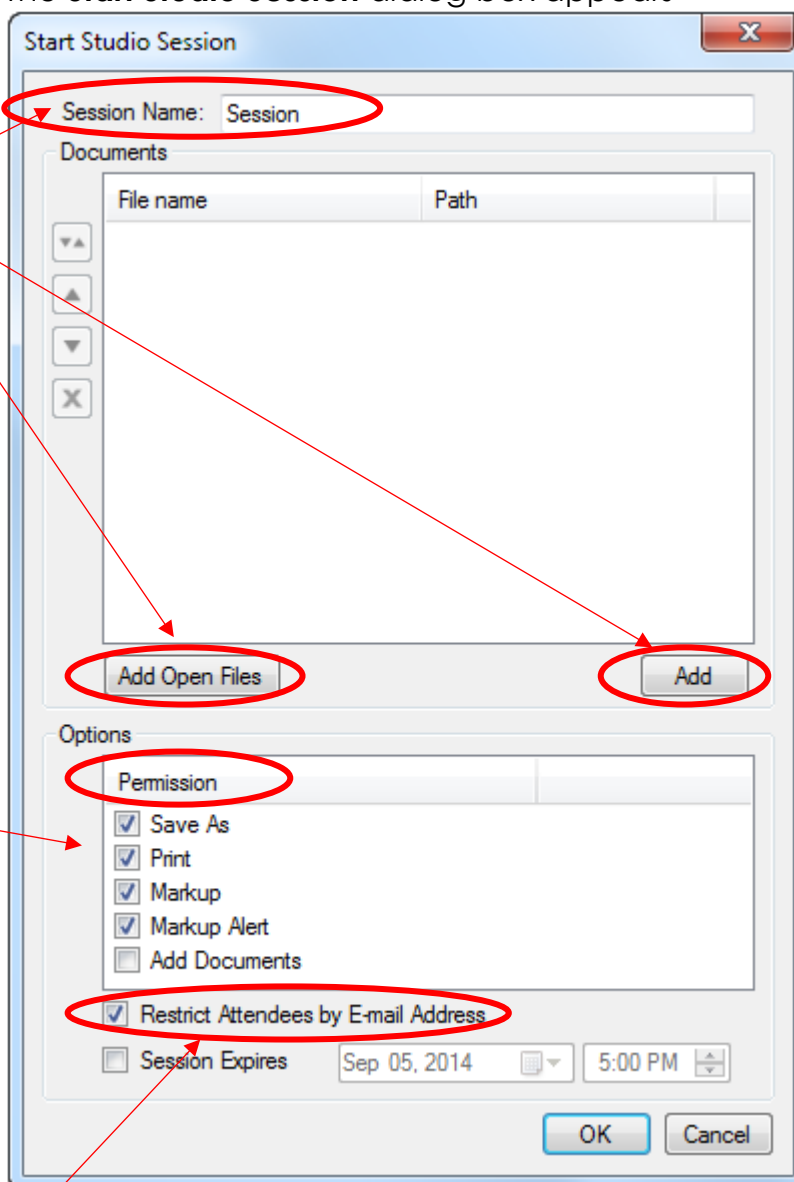 Start Studio Session
Session Name: Session
Documents
File name Path
Add Open Files Add
Options
Permission
Save As
Print
Markup
Markup Alert
Add Documents
Restrict Attendees by E-mail Address
Session Expires Sep 05, 2014 5:00 PM
OK Cancel